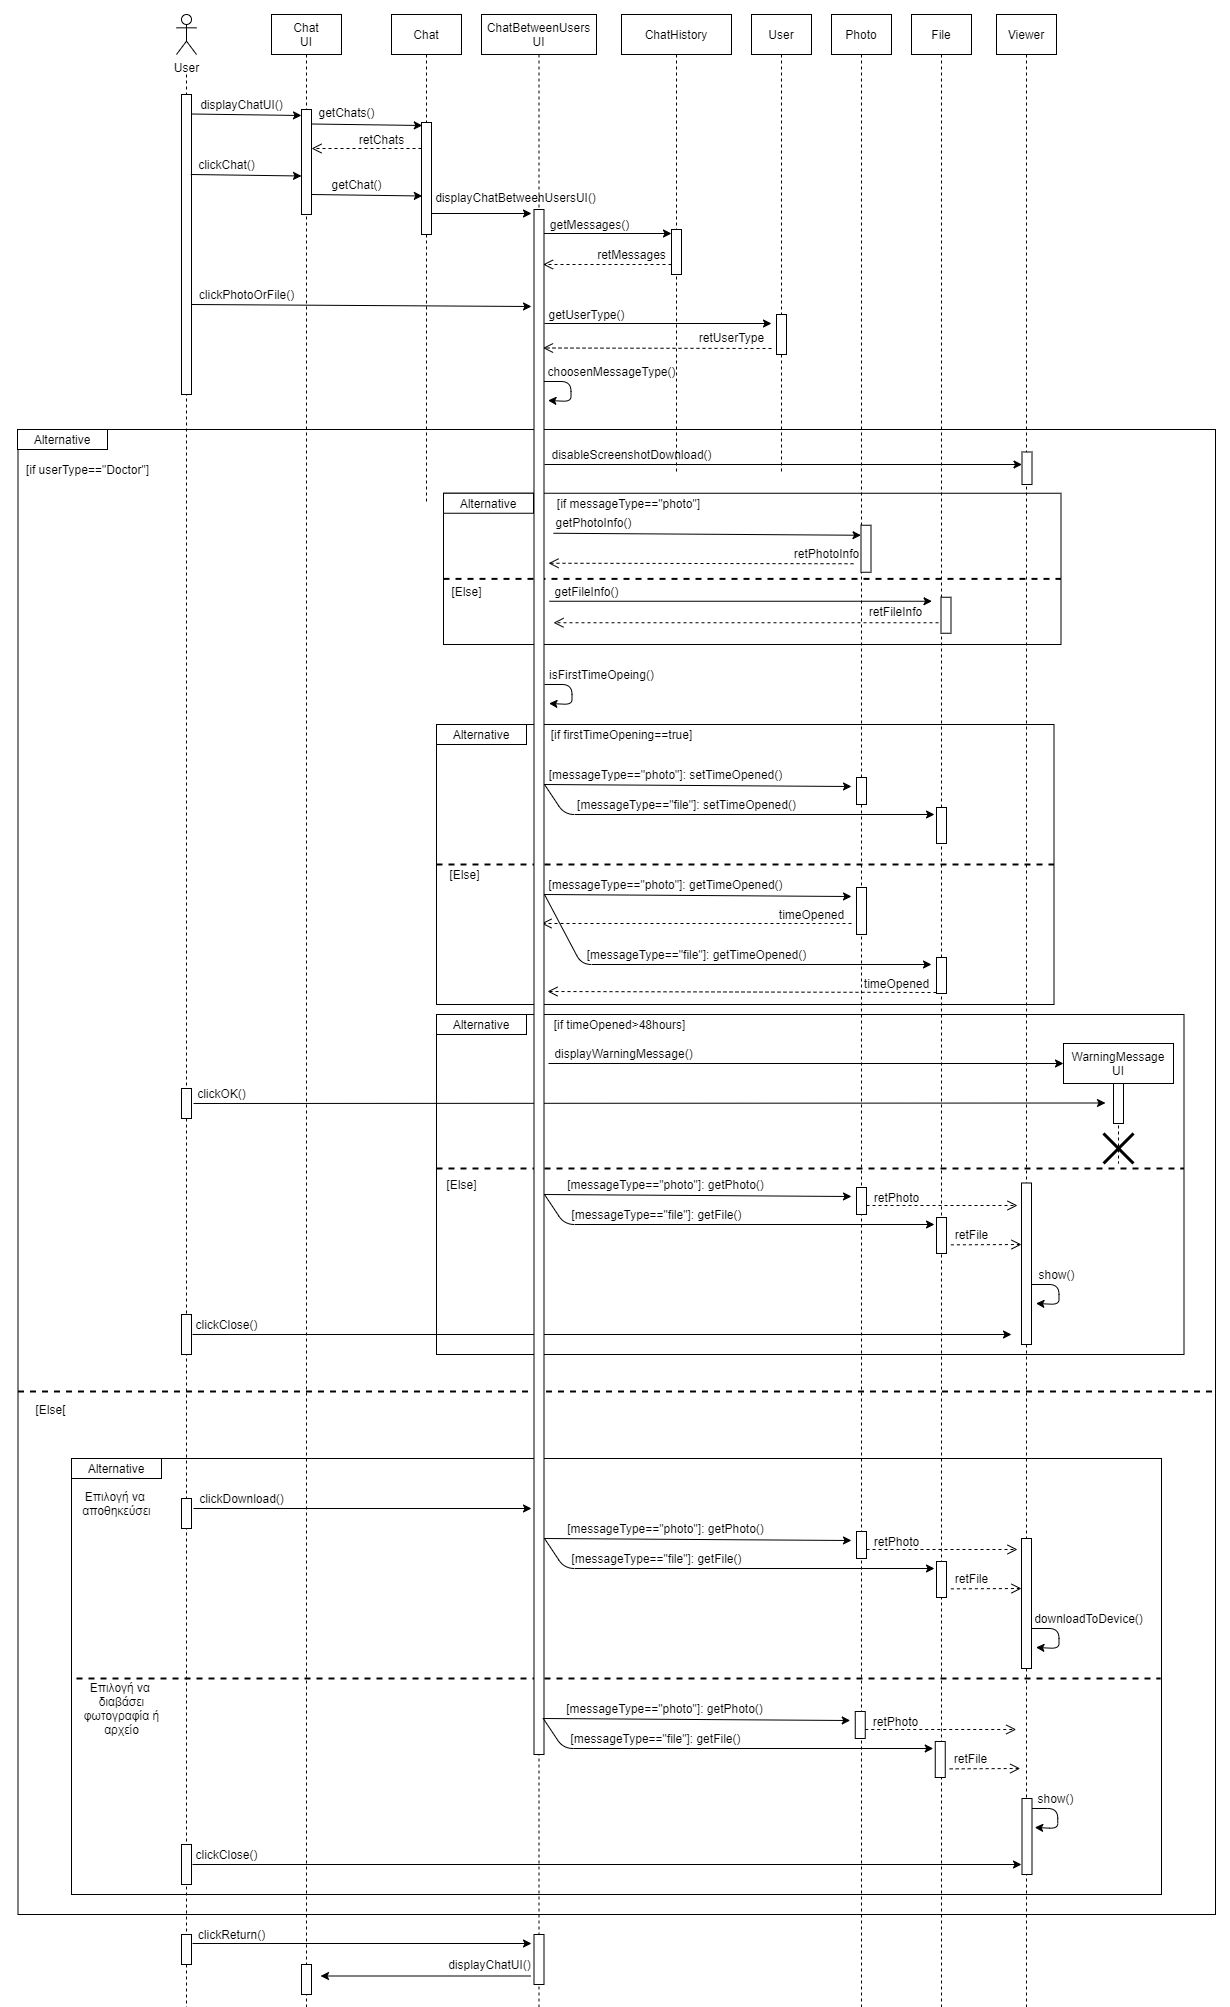 User
Chat
UI
Chat
ChatBetweenUsers
UI
ChatHistory
User
Photo
File
Viewer
displayChatUI()
getChats()
retChats
clickChat()
getChat()
displayChatBetweenUsersUI()
getMessages()
retMessages
clickPhotoOrFile()
getUserType()
retUserType
choosenMessageType()
Alternative
[if userType=="Doctor"]
disableScreenshotDownload()
Alternative
[if messageType=="photo"]
getPhotoInfo()
retPhotoInfo
[Else]
getFileInfo()
retFileInfo
isFirstTimeOpeing()
Alternative
[if firstTimeOpening==true]
[messageType=="photo"]: setTimeOpened()
[messageType=="file"]: setTimeOpened()
[Else]
[messageType=="photo"]: getTimeOpened()
timeOpened
[messageType=="file"]: getTimeOpened()
timeOpened
Alternative
[if timeOpened>48hours]
displayWarningMessage()
WarningMessage
UI
clickOK()
[Else]
[messageType=="photo"]: getPhoto()
retPhoto
[messageType=="file"]: getFile()
retFile
show()
clickClose()
[Else[
Alternative
Επιλογή να
αποθηκεύσει
clickDownload()
[messageType=="photo"]: getPhoto()
retPhoto
[messageType=="file"]: getFile()
retFile
downloadToDevice()
Επιλογή να
διαβάσει
φωτογραφία ή
αρχείο
[messageType=="photo"]: getPhoto()
retPhoto
[messageType=="file"]: getFile()
retFile
show()
clickClose()
clickReturn()
displayChatUI()